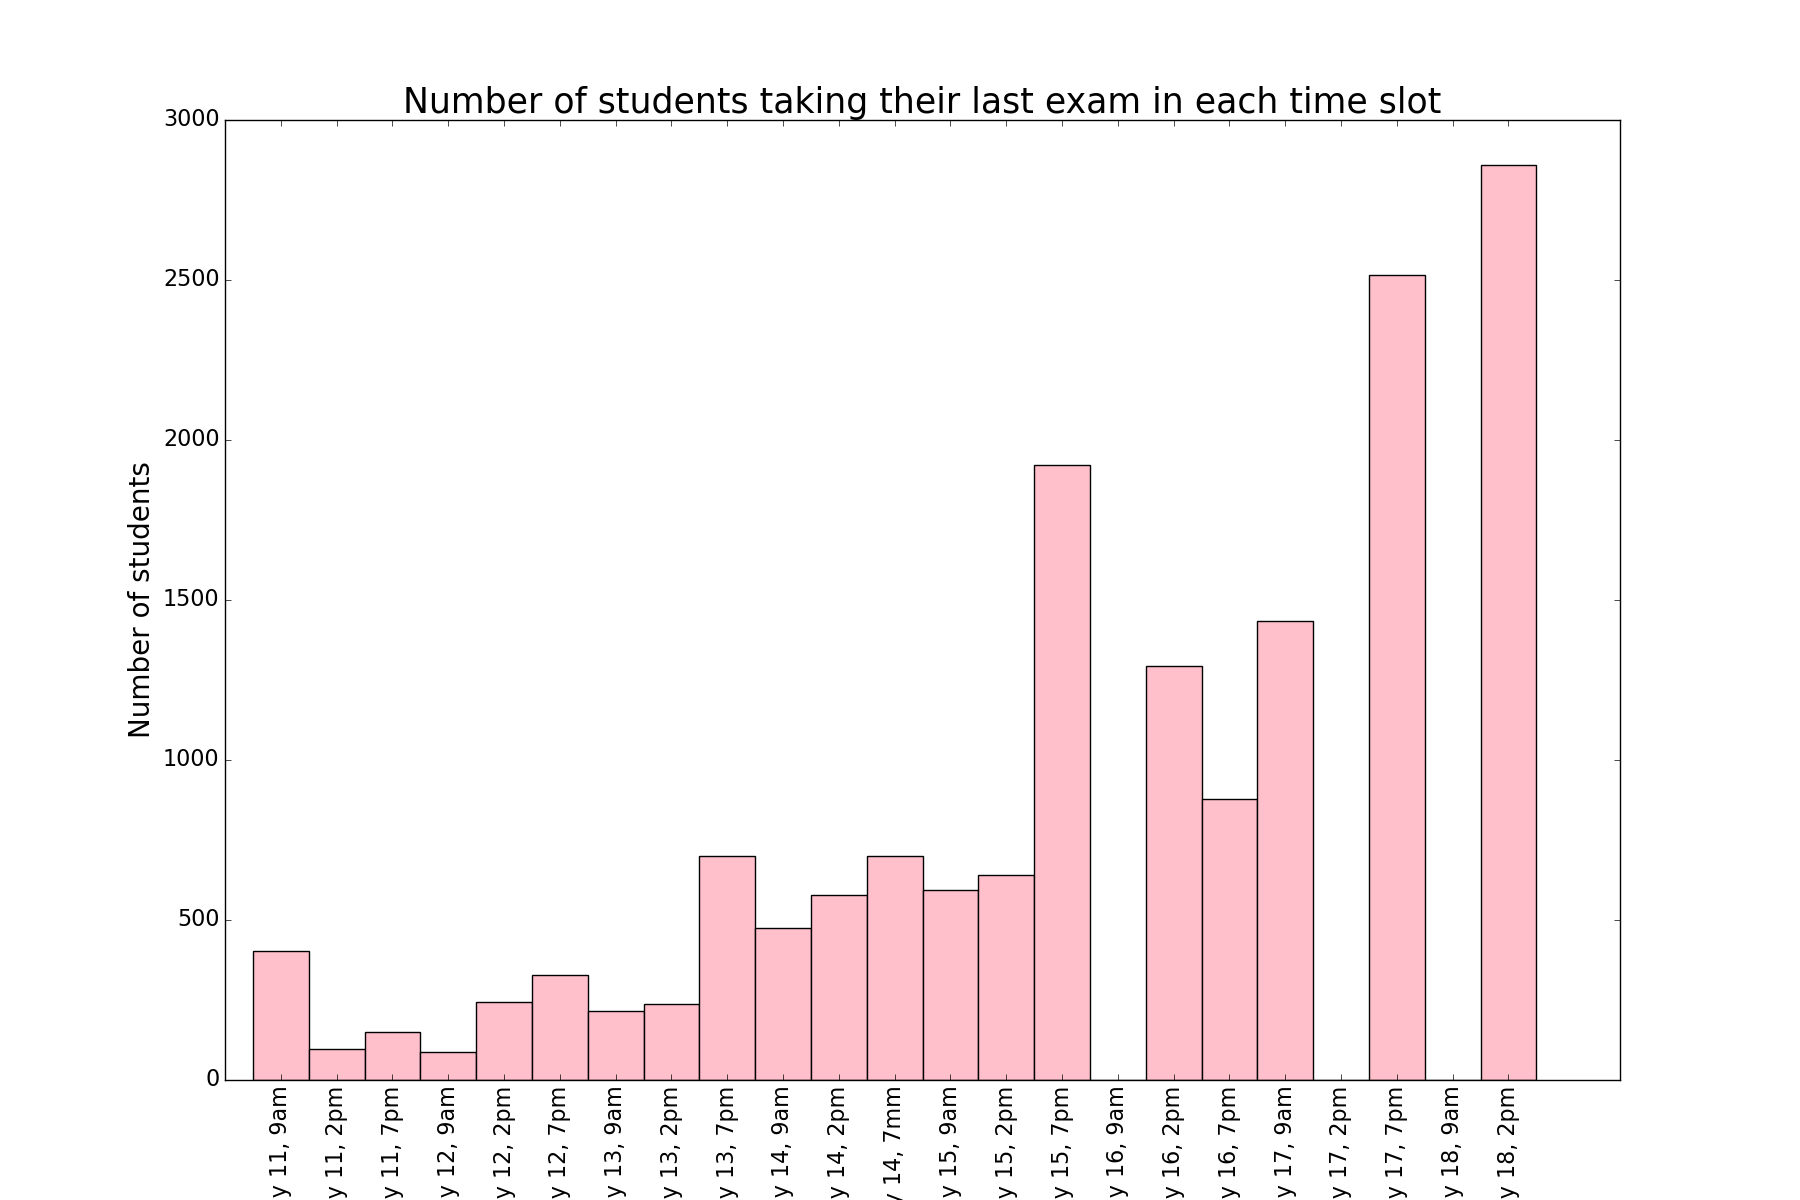 Number of students taking their last exam in each time slot
Number of students
3000
2500
2000
1500
1000
500
0
y 11, 9am
y 11, 2pm
y 11, 7pm
y 12, 9am
y 12, 2pm
y 12, 7pm
y 13, 9am
y 13, 2pm
y 13, 7pm
y 14, 9am
y 14, 2pm
y 14, 7mm
y 15, 9am
y 15, 2pm
y 15, 7pm
y 16, 9am
y 16, 2pm
y 16, 7pm
y 17, 9am
y 17, 2pm
y 17, 7pm
y 18, 9am
y 18, 2pm